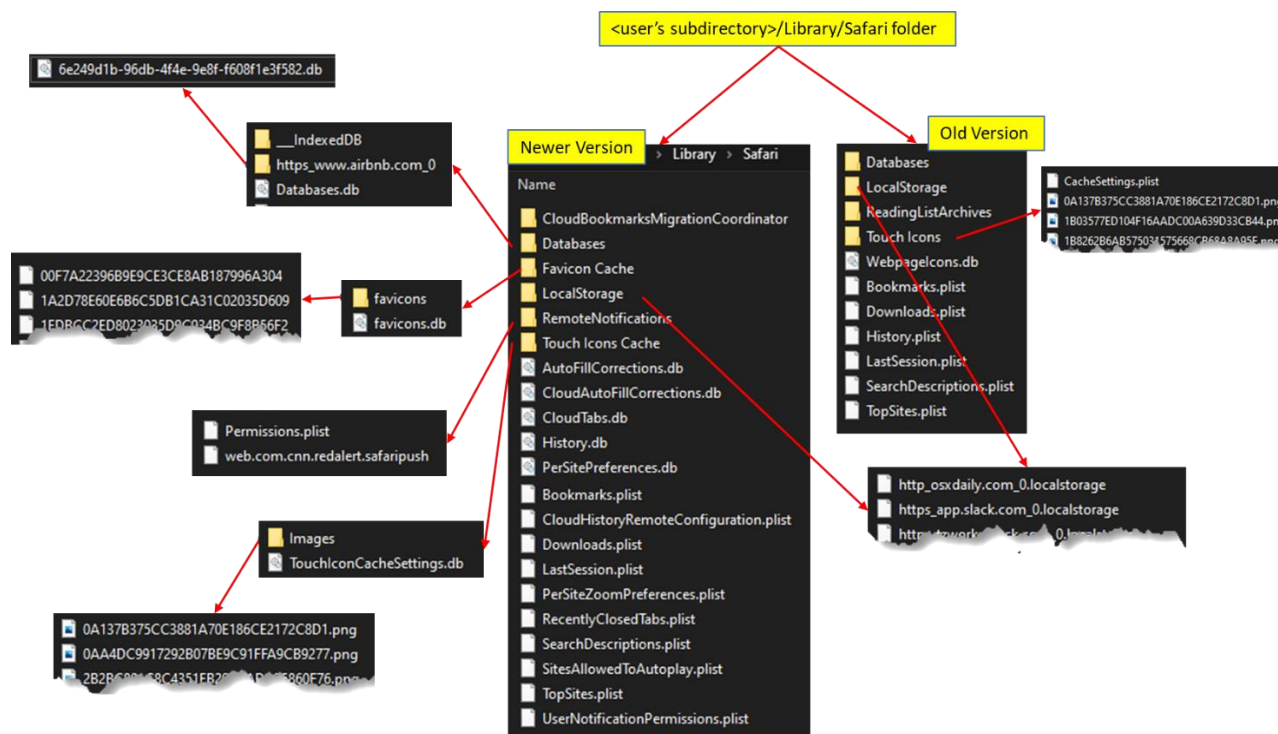 <user's subdirectory>/Library/Safari folder
6e249d1b-96db-4f4e-9e8f-f608f1e3f582.db
__IndexedDB
https_www.airbnb.com_0
Databases.db
00F7A22396B9E9CE3CE8AB187996A304
1A2D78E60E6B6C5DB1CA31C02035D609
favicons
favicons.db
Permissions.plist
web.com.cnn.redalert.safaripush
Images
TouchIconCacheSettings.db
0A137B375CC3881A70E186CE2172C8D1.png
0AA4DC9917292B07BE9C91FFA9CB9277.png
Newer Version
> Library > Safari
Name
CloudBookmarksMigrationCoordinator
Databases
Favicon Cache
LocalStorage
RemoteNotifications
Touch Icons Cache
AutoFillCorrections.db
CloudAutoFillCorrections.db
CloudTabs.db
History.db
PerSitePreferences.db
Bookmarks.plist
CloudHistoryRemoteConfiguration.plist
Downloads.plist
LastSession.plist
PerSiteZoomPreferences.plist
RecentlyClosedTabs.plist
SearchDescriptions.plist
SitesAllowedToAutoplay.plist
TopSites.plist
UserNotificationPermissions.plist
Old Version
Databases
LocalStorage
ReadingListArchives
Touch Icons
WebpageIcons.db
Bookmarks.plist
Downloads.plist
History.plist
LastSession.plist
SearchDescriptions.plist
TopSites.plist
CacheSettings.plist
0A137B375CC3881A70E186CE2172C8D1.png
1B03577ED104F16AADC00A639D33CB44.pn
http_osxdaily.com_0.localstorage
https_app.slack.com_0.localstorage